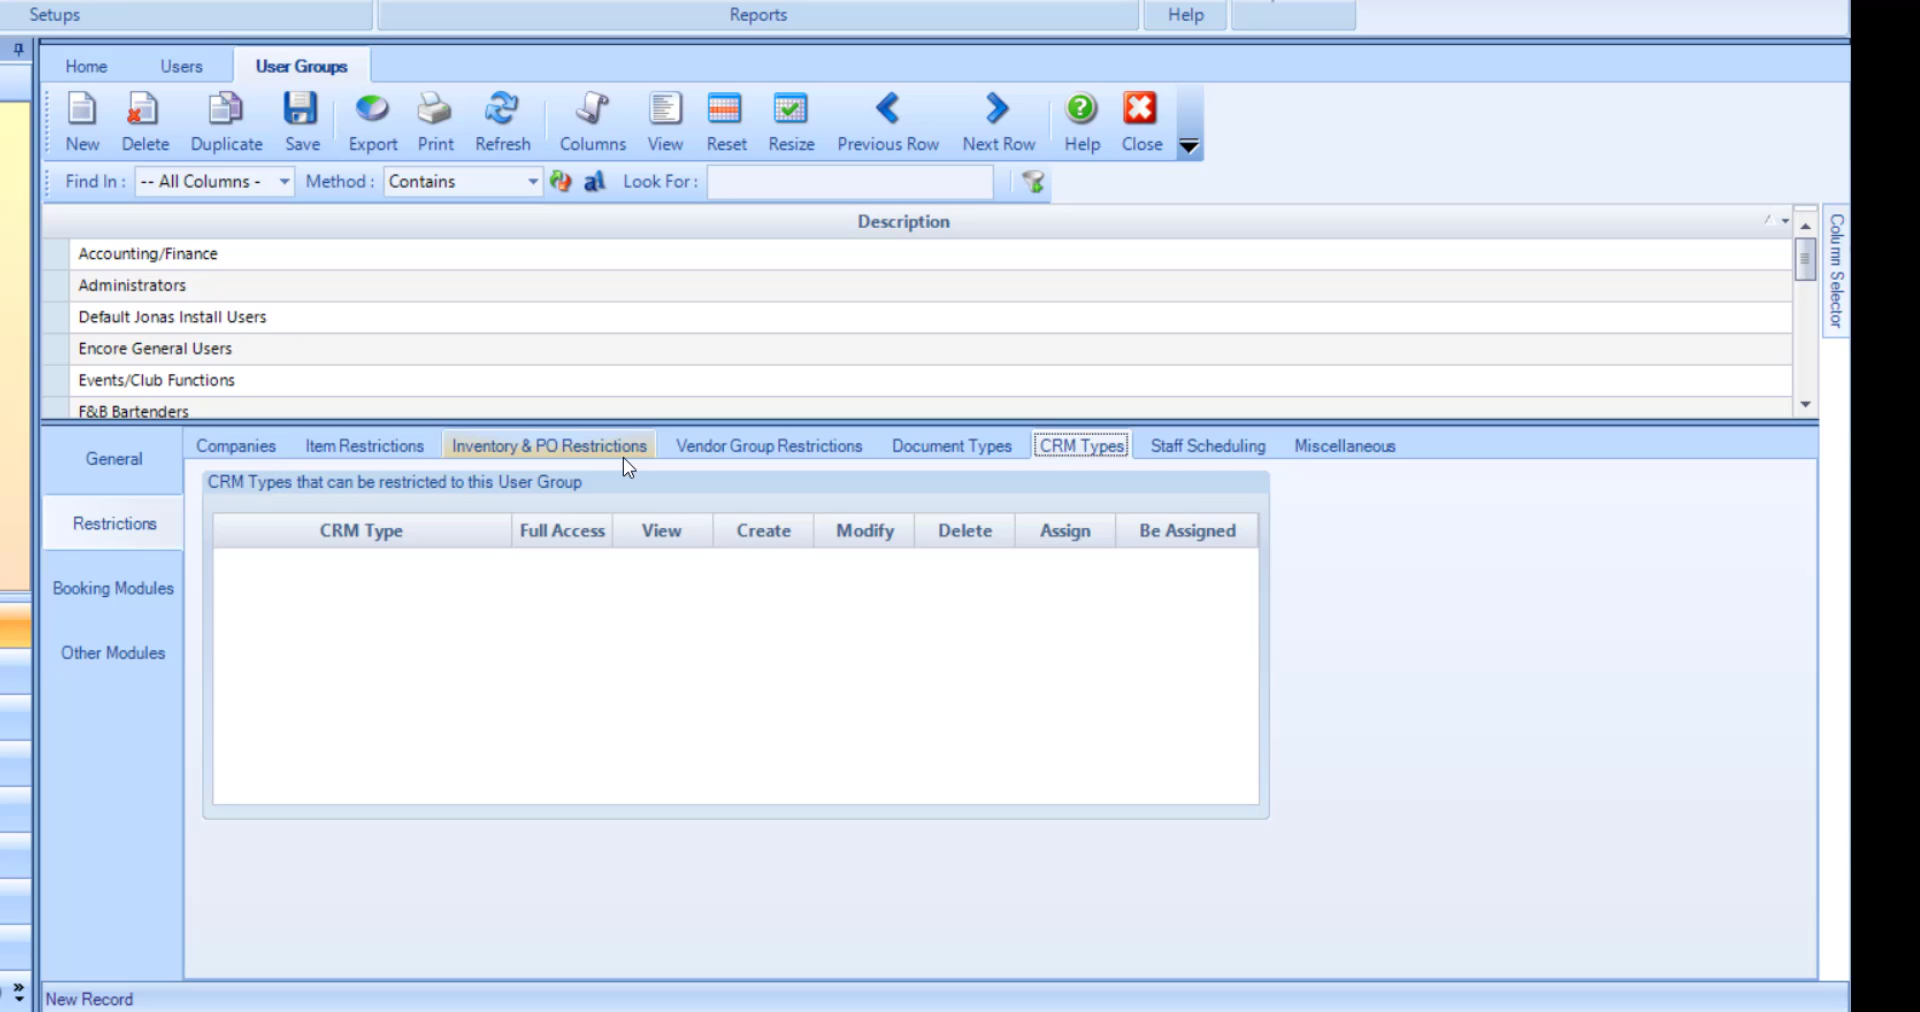 Setups Reports Help
Home Users User Groups
New Delete Duplicate Save Export Print Refresh Columns View Reset Resize Previous Row Next Row Help Close
Find In : -- All Columns - Method : Contains Look For :
Description
Column Selector
Accounting/Finance
Administrators
Default Jonas Install Users
Encore General Users
Events/Club Functions
F&B Bartenders
General
Restrictions
Booking Modules
Other Modules
Companies Item Restrictions Inventory & PO Restrictions Vendor Group Restrictions Document Types CRM Types Staff Scheduling Miscellaneous
CRM Types that can be restricted to this User Group
CRM Type Full Access View Create Modify Delete Assign Be Assigned
New Record